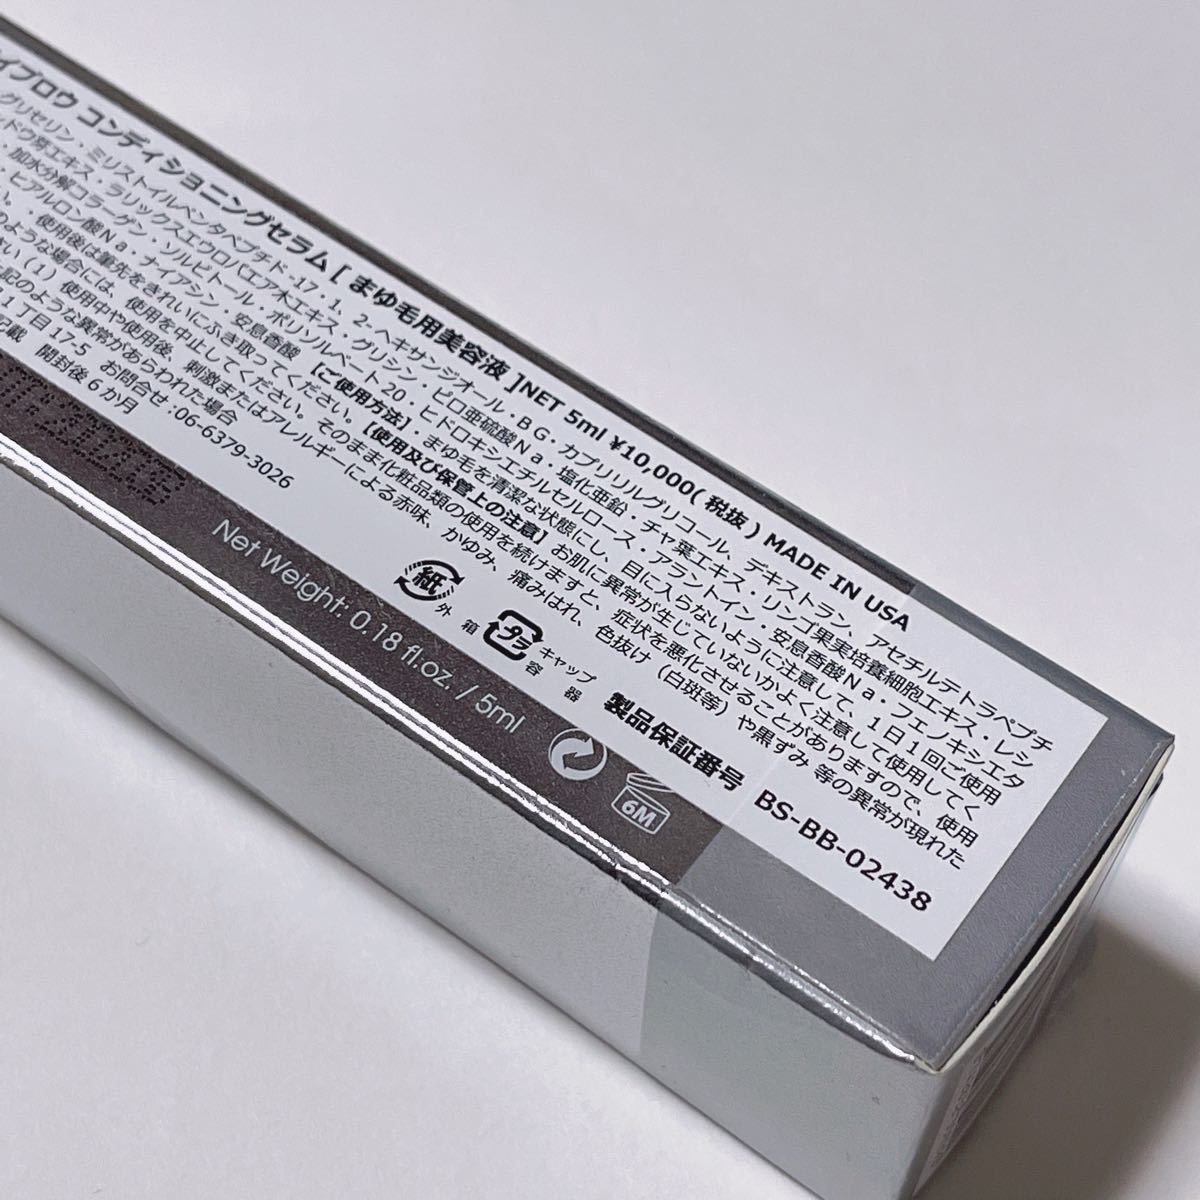 イブロウ コンディショニングセラム [ まゆ毛用美容液 ]NET 5ml ¥10,000( 税抜 ) MADE IN USA
グリセリン・ミリストイルペンタペプチド-17・1, 2-ヘキサンジオール・BG・カプリリルグリコール、デキストラン、アセチルテトラペプチ
ドウ芽エキス・ラリックスエウロパエア木エキス・グリシン・ピロ亜硫酸Na・塩化亜鉛・チャ葉エキス・リンゴ果実培養細胞エキス・レシ
・加水分解コラーゲン・ソルビトール・ポリソルベート20・ヒドロキシエチルセルロース・アラントイン・安息香酸Na・フェノキシエタ
ヒアルロン酸Na・ナイアシン・安息香酸 【ご使用方法】・まゆ毛を清潔な状態にし、目に入らないように注意して、1日1回ご使用
い。・使用後は筆先をきれいにふき取ってください。【使用及び保管上の注意】お肌に異常が生じていないかよく注意して使用してく
のような場合には、使用を中止してください。そのまま化粧品類の使用を続けますと、症状を悪化させることがありますので、使用
さい（1）使用中や使用後、刺激またはアレルギーによる赤味、かゆみ、痛みはれ、色抜け（白斑等）や黒ずみ 等の異常が現れた
記のような異常があらわれた場合
1丁目17-5 お問合せ:06-6379-3026
記載 開封後6か月
紙
外箱
プラ
キャップ
容器
製品保証番号 BS-BB-02438
Net Weight: 0.18 fl.oz. / 5ml
6M